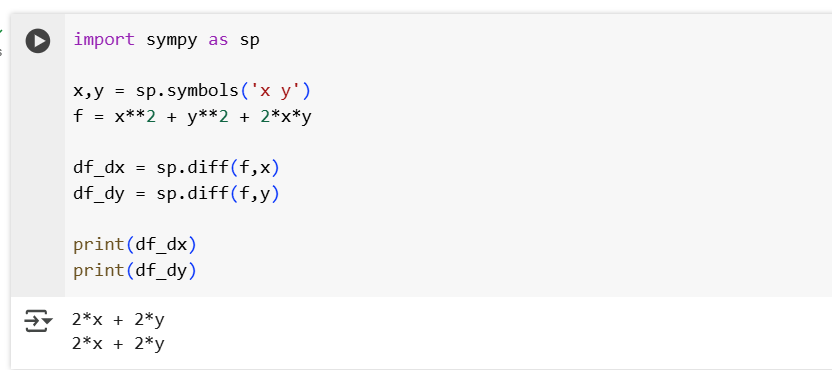 import sympy as sp
x,y = sp.symbols('x y')
f = x**2 + y**2 + 2*x*y
df_dx = sp.diff(f,x)
df_dy = sp.diff(f,y)
print(df_dx)
print(df_dy)
2*x + 2*y
2*x + 2*y